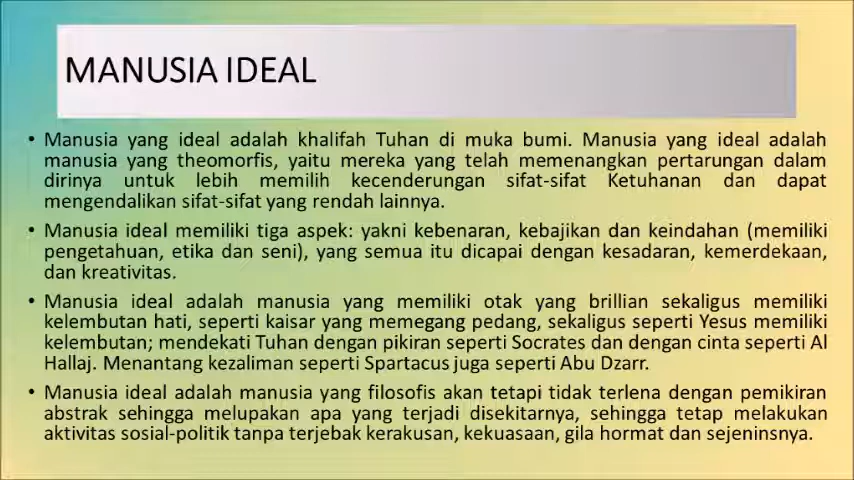 MANUSIA IDEAL
• Manusia yang ideal adalah khalifah Tuhan di muka bumi. Manusia yang ideal adalah
manusia yang theomorfis, yaitu mereka yang telah memenangkan pertarungan dalam
dirinya untuk lebih memilih kecenderungan sifat-sifat Ketuhanan dan dapat
mengendalikan sifat-sifat yang rendah lainnya.
• Manusia ideal memiliki tiga aspek: yakni kebenaran, kebajikan dan keindahan (memiliki
pengetahuan, etika dan seni), yang semua itu dicapai dengan kesadaran, kemerdekaan,
dan kreativitas.
• Manusia ideal adalah manusia yang memiliki otak yang brillian sekaligus memiliki
kelembutan hati, seperti kaisar yang memegang pedang, sekaligus seperti Yesus memiliki
kelembutan; mendekati Tuhan dengan pikiran seperti Socrates dan dengan cinta seperti Al
Hallaj. Menantang kezaliman seperti Spartacus juga seperti Abu Dzarr.
• Manusia ideal adalah manusia yang filosofis akan tetapi tidak terlena dengan pemikiran
abstrak sehingga melupakan apa yang terjadi disekitarnya, sehingga tetap melakukan
aktivitas sosial-politik tanpa terjebak kerakusan, kekuasaan, gila hormat dan sejeninsnya.